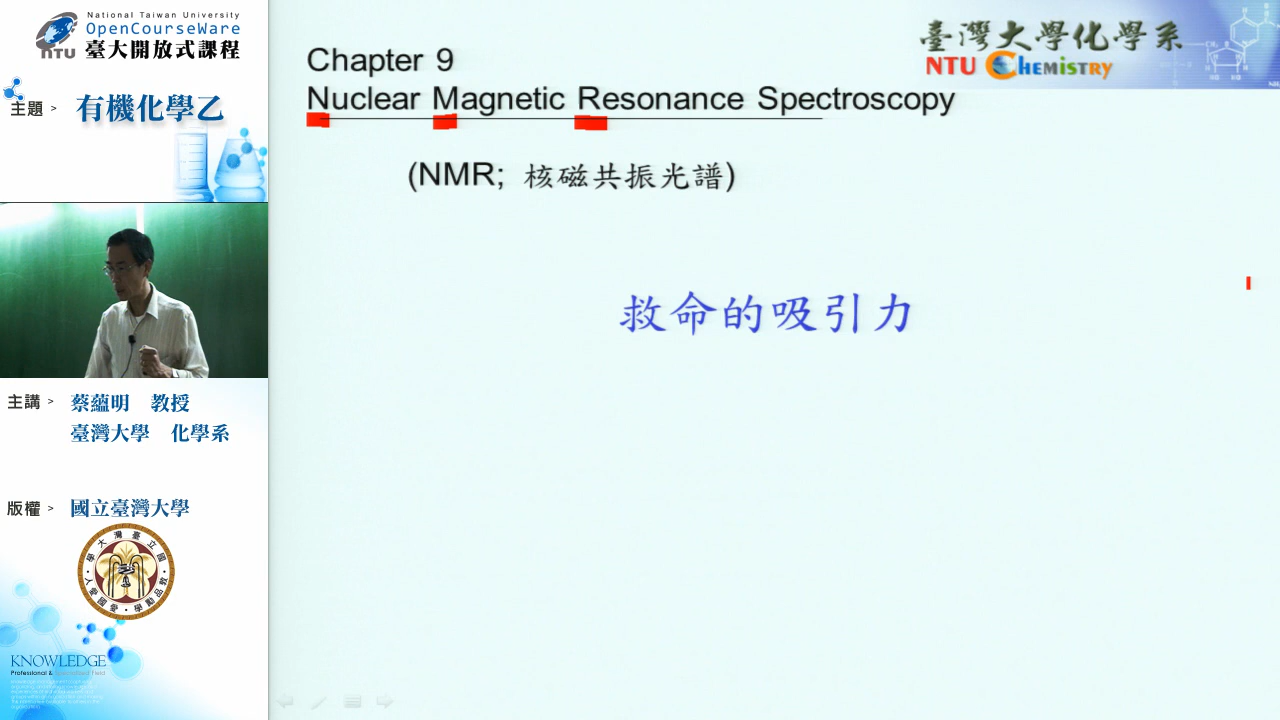 National Taiwan University
OpenCourseWare
NTU 臺大開放式課程
主題 > 有機化學乙
主講 > 蔡蘊明 教授
臺灣大學 化學系
版權 > 國立臺灣大學
KNOWLEDGE
Chapter 9
Nuclear Magnetic Resonance Spectroscopy
(NMR; 核磁共振光譜)
救命的吸引力
臺灣大學化學系
NTU Chemistry